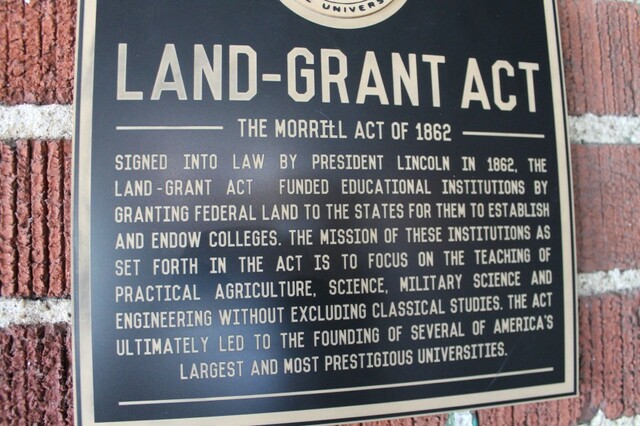 UNIVERS
LAND-GRANT ACT
THE MORRILL ACT OF 1862
SIGNED INTO LAW BY PRESIDENT LINCOLN IN 1862, THE
LAND-GRANT ACT FUNDED EDUCATIONAL INSTITUTIONS BY
GRANTING FEDERAL LAND TO THE STATES FOR THEM TO ESTABLISH
AND ENDOW COLLEGES. THE MISSION OF THESE INSTITUTIONS AS
SET FORTH IN THE ACT IS TO FOCUS ON THE TEACHING OF
PRACTICAL AGRICULTURE, SCIENCE, MILITARY SCIENCE AND
ENGINEERING WITHOUT EXCLUDING CLASSICAL STUDIES. THE ACT
ULTIMATELY LED TO THE FOUNDING OF SEVERAL OF AMERICA'S
LARGEST AND MOST PRESTIGIOUS UNIVERSITIES.